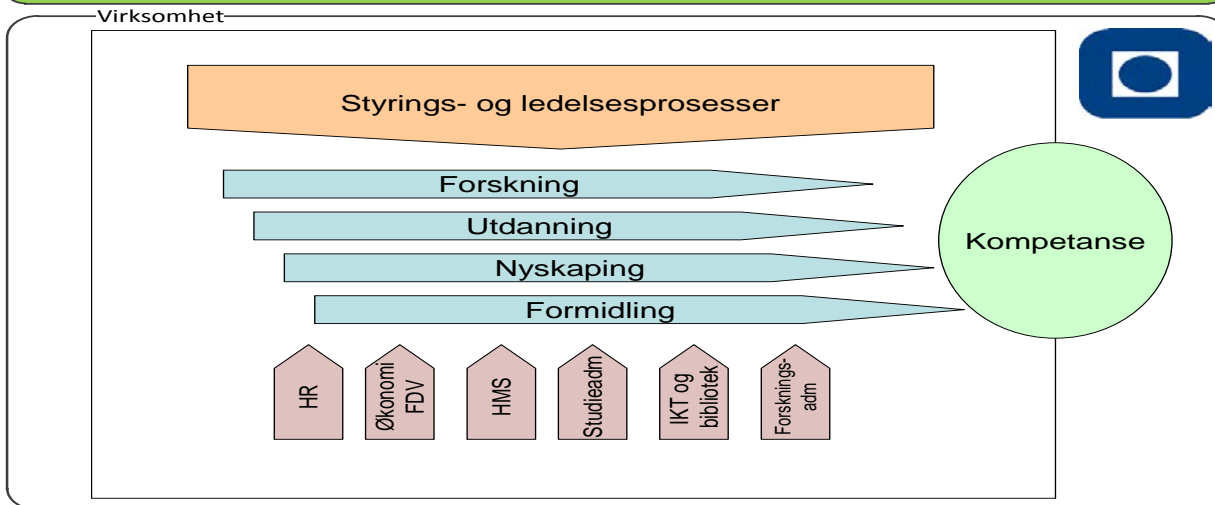 Virksomhet
Styrings- og ledelsesprosesser
Forskning
Utdanning
Nyskaping
Formidling
Kompetanse
HR
Økonomi
FDV
HMS
Studieadm
IKT og
bibliotek
Forsknings-
adm